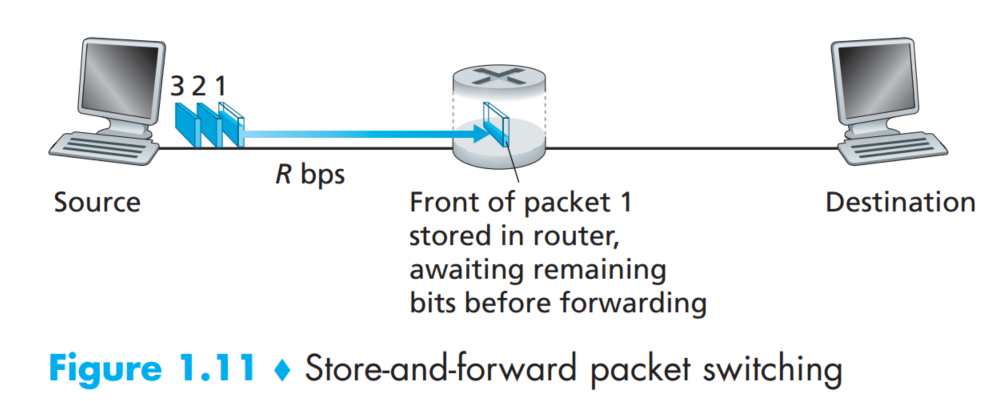 3 2 1
R bps
Source
Front of packet 1
stored in router,
awaiting remaining
bits before forwarding
Destination
Figure 1.11 ♦ Store-and-forward packet switching